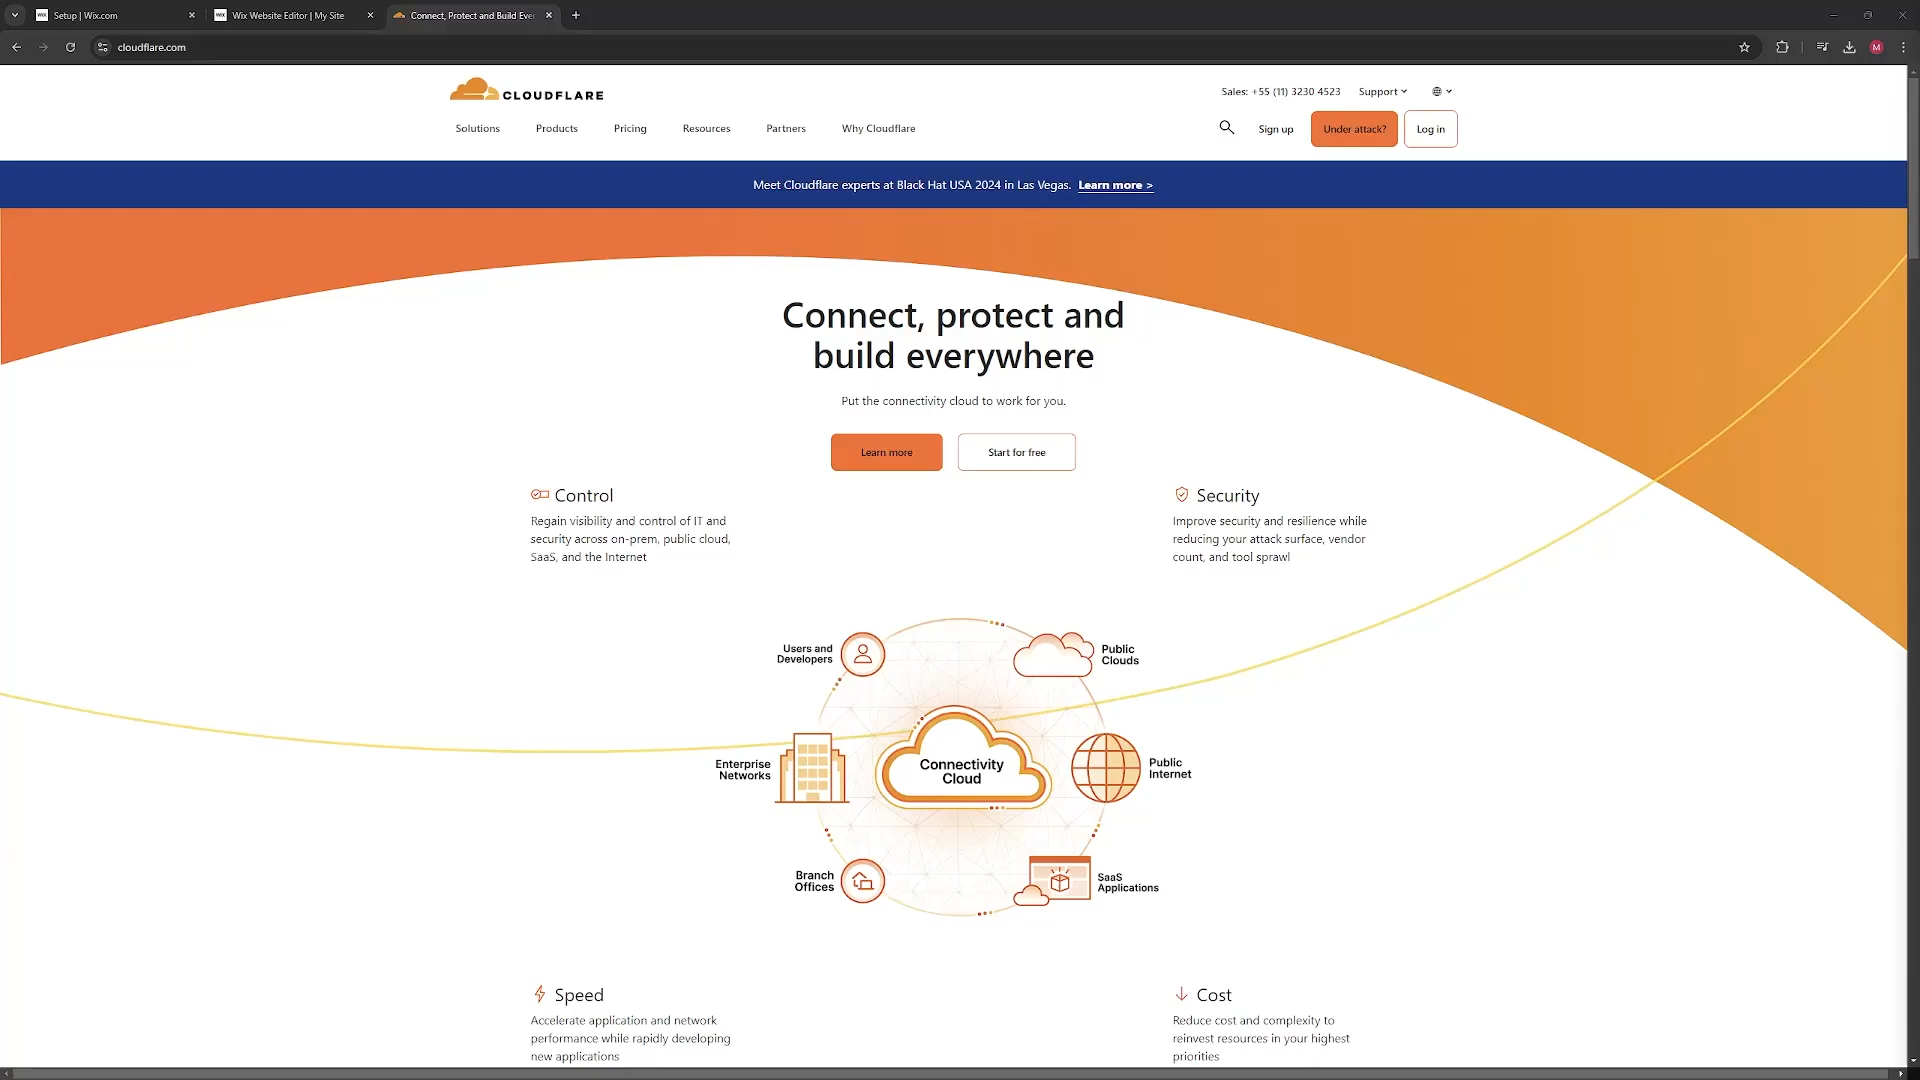 Setup | Wix.com
Wix Website Editor | My Site
Connect, Protect and Build Ever
cloudflare.com
M
CLOUDFLARE
Sales: +55 (11) 3230 4523
Support
Solutions
Products
Pricing
Resources
Partners
Why Cloudflare
Sign up
Under attack?
Log in
Meet Cloudflare experts at Black Hat USA 2024 in Las Vegas. Learn more >
Connect, protect and
build everywhere
Put the connectivity cloud to work for you.
Learn more
Start for free
Control
Regain visibility and control of IT and
security across on-prem, public cloud,
SaaS, and the Internet
Security
Improve security and resilience while
reducing your attack surface, vendor
count, and tool sprawl
Users and
Developers
Public
Clouds
Enterprise
Networks
Connectivity
Cloud
Public
Internet
Branch
Offices
SaaS
Applications
Speed
Accelerate application and network
performance while rapidly developing
new applications
Cost
Reduce cost and complexity to
reinvest resources in your highest
priorities